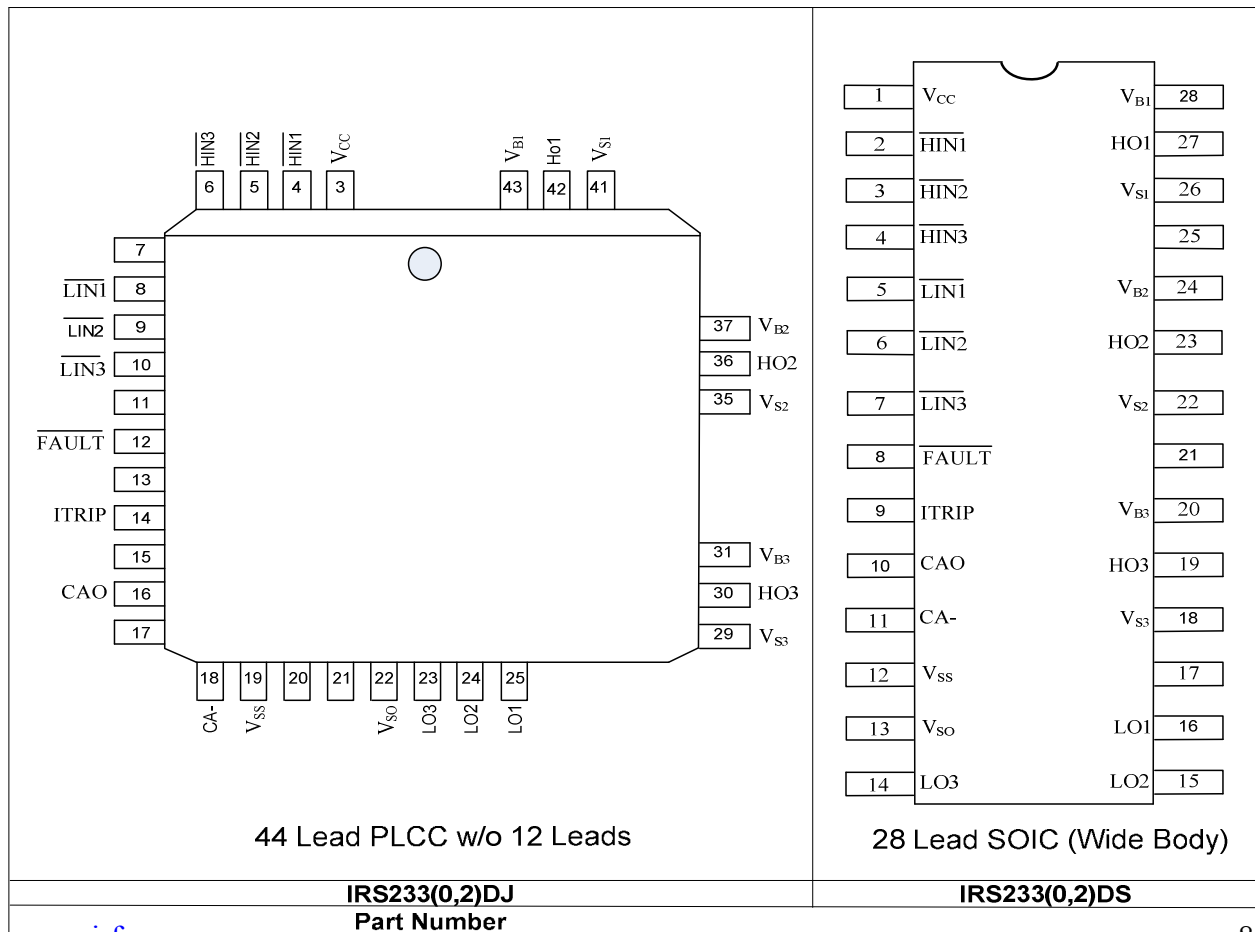 HIN3 HIN2 HIN1 VCC VB1 Ho1 VS1
6 5 4 3 43 42 41
7
LIN1 8
LIN2 9
LIN3 10
11
FAULT 12
13
ITRIP 14
15
CAO 16
17
37 VB2
36 HO2
35 VS2
31 VB3
30 HO3
29 VS3
18 19 20 21 22 23 24 25
CA- VSS VSO LO3 LO2 LO1
44 Lead PLCC w/o 12 Leads
1 VCC VB1 28
2 HIN1 HO1 27
3 HIN2 VS1 26
4 HIN3 25
5 LIN1 VB2 24
6 LIN2 HO2 23
7 LIN3 VS2 22
8 FAULT 21
9 ITRIP VB3 20
10 CAO HO3 19
11 CA- VS3 18
12 VSS 17
13 VSO LO1 16
14 LO3 LO2 15
28 Lead SOIC (Wide Body)
IRS233(0,2)DJ IRS233(0,2)DS
Part Number